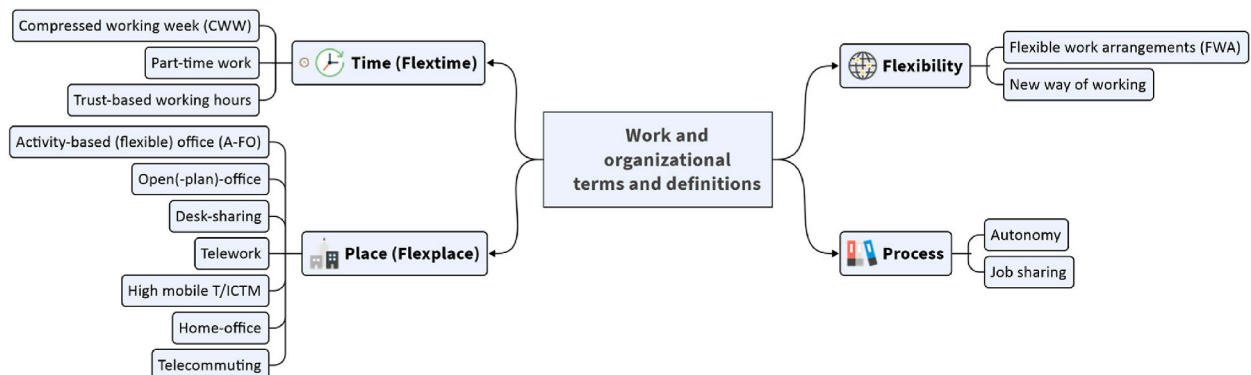 Compressed working week (CWW)
Part-time work
Trust-based working hours
Time (Flextime)
Activity-based (flexible) office (A-FO)
Open(-plan)-office
Desk-sharing
Telework
High mobile T/ICTM
Home-office
Telecommuting
Place (Flexplace)
Work and
organizational
terms and definitions
Flexibility
Flexible work arrangements (FWA)
New way of working
Process
Autonomy
Job sharing